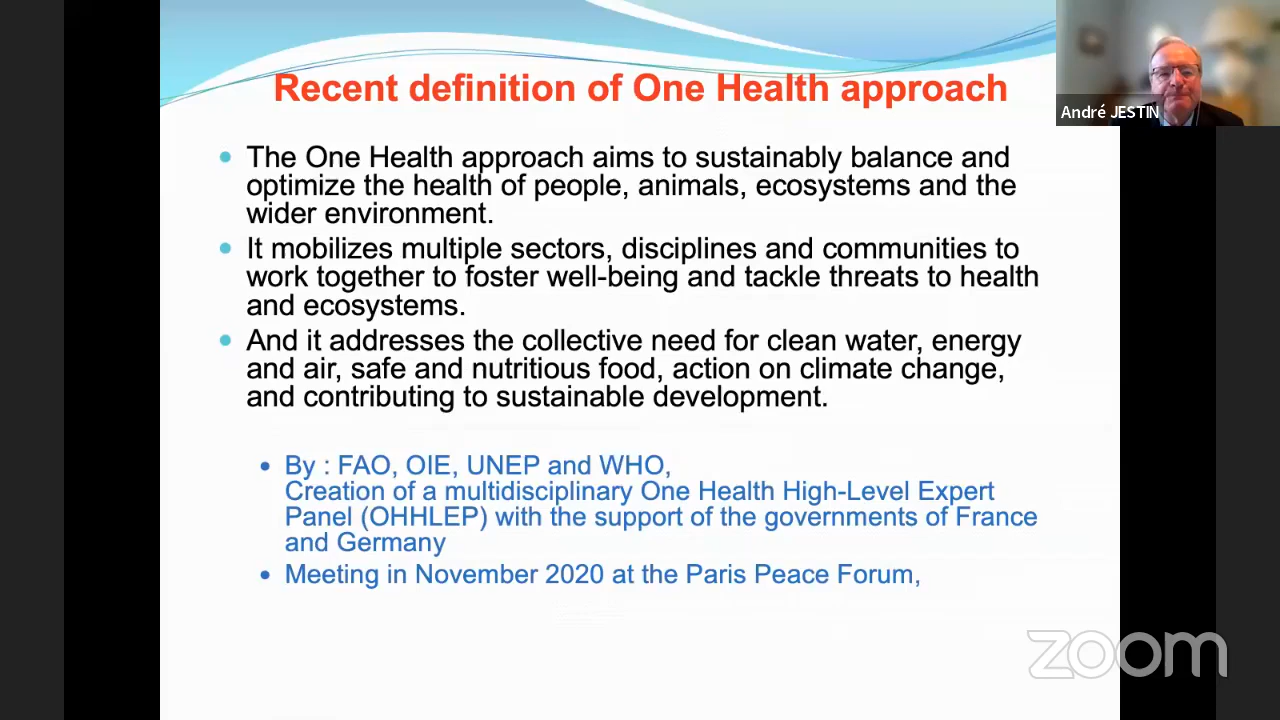 Recent definition of One Health approach
André JESTIN
The One Health approach aims to sustainably balance and
optimize the health of people, animals, ecosystems and the
wider environment.
It mobilizes multiple sectors, disciplines and communities to
work together to foster well-being and tackle threats to health
and ecosystems.
And it addresses the collective need for clean water, energy
and air, safe and nutritious food, action on climate change,
and contributing to sustainable development.
By : FAO, OIE, UNEP and WHO,
Creation of a multidisciplinary One Health High-Level Expert
Panel (OHHLEP) with the support of the governments of France
and Germany
Meeting in November 2020 at the Paris Peace Forum,
zoom